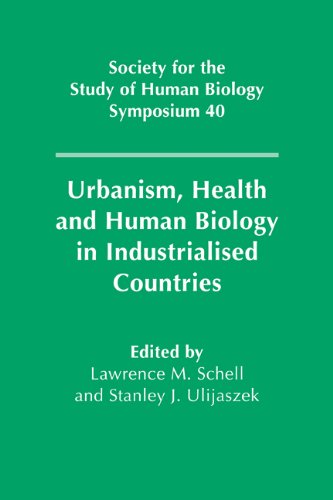 Society for the
Study of Human Biology
Symposium 40
Urbanism, Health
and Human Biology
in Industrialised
Countries
Edited by
Lawrence M. Schell
and Stanley J. Ulijaszek